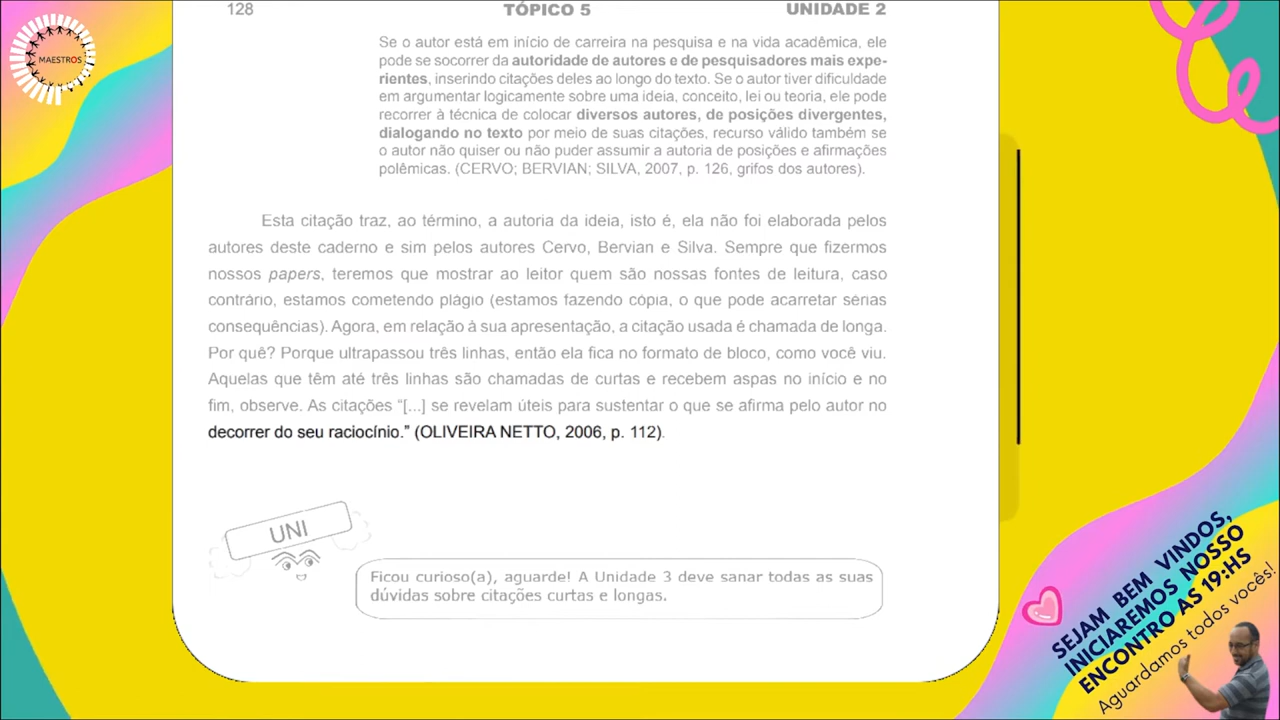 MAESTROS
128 TÓPICO 5 UNIDADE 2
Se o autor está em início de carreira na pesquisa e na vida acadêmica, ele
pode se socorrer da autoridade de autores e de pesquisadores mais expe-
rientes, inserindo citações deles ao longo do texto. Se o autor tiver dificuldade
em argumentar logicamente sobre uma ideia, conceito, lei ou teoria, ele pode
recorrer à técnica de colocar diversos autores, de posições divergentes,
dialogando no texto por meio de suas citações, recurso válido também se
o autor não quiser ou não puder assumir a autoria de posições e afirmações
polêmicas. (CERVO; BERVIAN; SILVA, 2007, p. 126, grifos dos autores).
Esta citação traz, ao término, a autoria da ideia, isto é, ela não foi elaborada pelos
autores deste caderno e sim pelos autores Cervo, Bervian e Silva. Sempre que fizermos
nossos papers, teremos que mostrar ao leitor quem são nossas fontes de leitura, caso
contrário, estamos cometendo plágio (estamos fazendo cópia, o que pode acarretar sérias
consequências). Agora, em relação à sua apresentação, a citação usada é chamada de longa.
Por quê? Porque ultrapassou três linhas, então ela fica no formato de bloco, como você viu.
Aquelas que têm até três linhas são chamadas de curtas e recebem aspas no início e no
fim, observe. As citações “[...] se revelam úteis para sustentar o que se afirma pelo autor no
decorrer do seu raciocínio.” (OLIVEIRA NETTO, 2006, p. 112).
UNI
Ficou curioso(a), aguarde! A Unidade 3 deve sanar todas as suas
dúvidas sobre citações curtas e longas.
SEJAM BEM VINDOS,
INICIAREMOS NOSSO
ENCONTRO AS 19:HS
Aguardamos todos vocês!